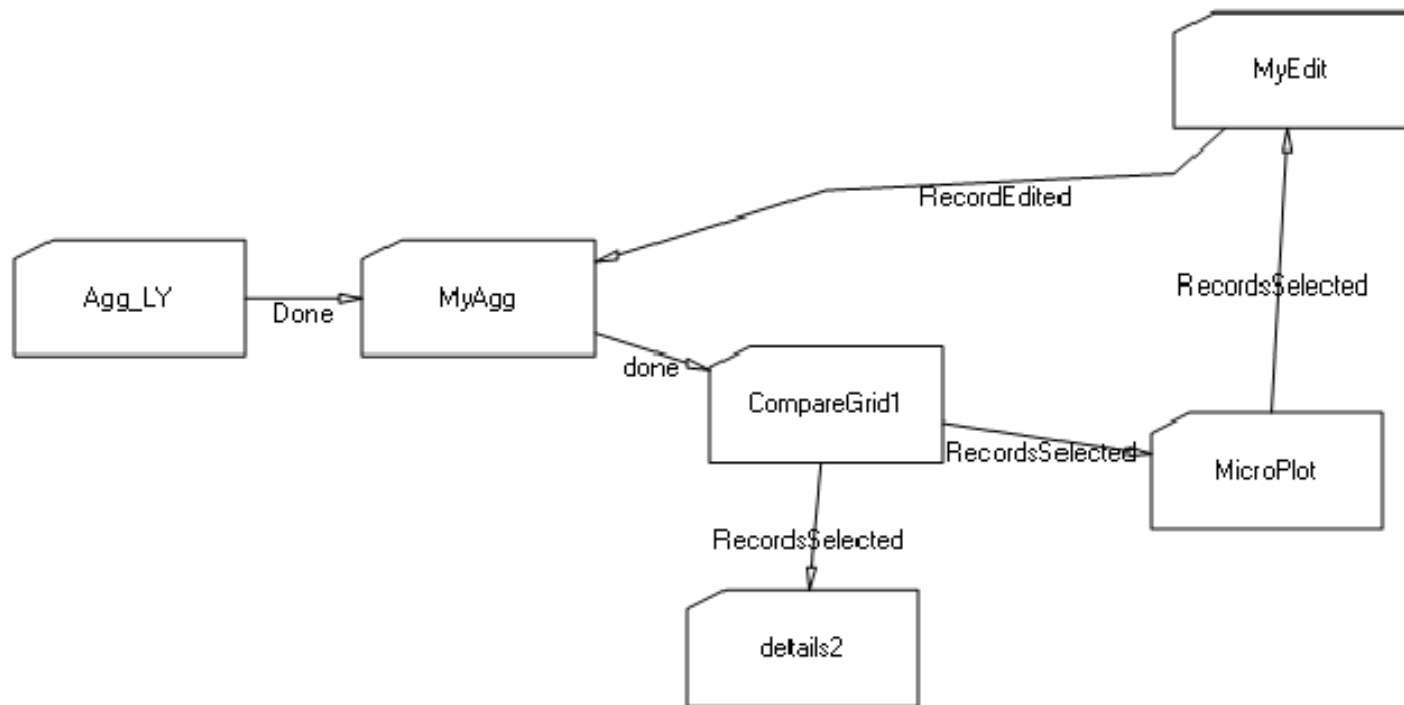 MyEdit
RecordEdited
Agg_LY
Done
MyAgg
RecordsSelected
done
CompareGrid1
RecordsSelected
MicroPlot
RecordsSelected
details2